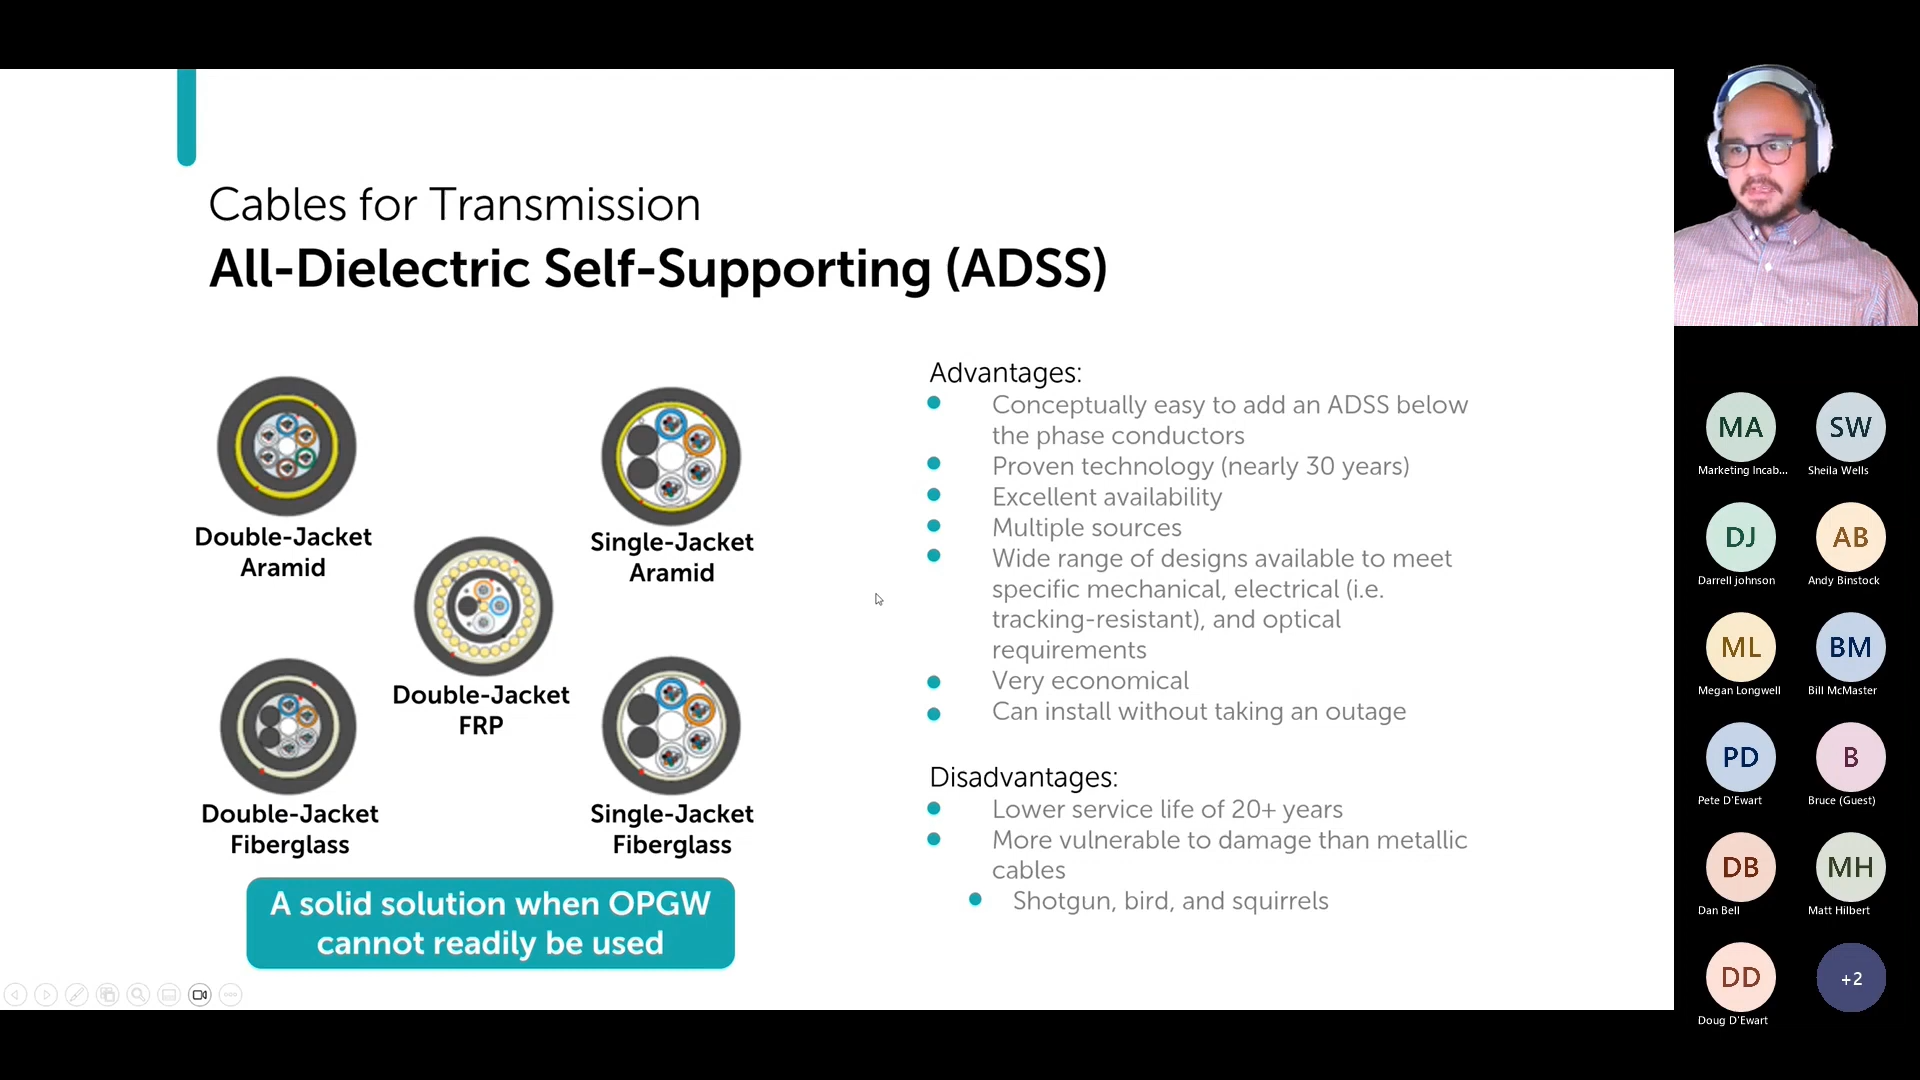 Cables for Transmission
All-Dielectric Self-Supporting (ADSS)
Double-Jacket
Aramid
Single-Jacket
Aramid
Double-Jacket
FRP
Double-Jacket
Fiberglass
Single-Jacket
Fiberglass
A solid solution when OPGW
cannot readily be used
Advantages:
Conceptually easy to add an ADSS below
the phase conductors
Proven technology (nearly 30 years)
Excellent availability
Multiple sources
Wide range of designs available to meet
specific mechanical, electrical (i.e.
tracking-resistant), and optical
requirements
Very economical
Can install without taking an outage
Disadvantages:
Lower service life of 20+ years
More vulnerable to damage than metallic
cables
Shotgun, bird, and squirrels
MA
Marketing Incab...
SW
Sheila Wells
DJ
Darrell johnson
AB
Andy Binstock
ML
Megan Longwell
BM
Bill McMaster
PD
Pete D'Ewart
B
Bruce (Guest)
DB
Dan Bell
MH
Matt Hilbert
DD
Doug D'Ewart
+2